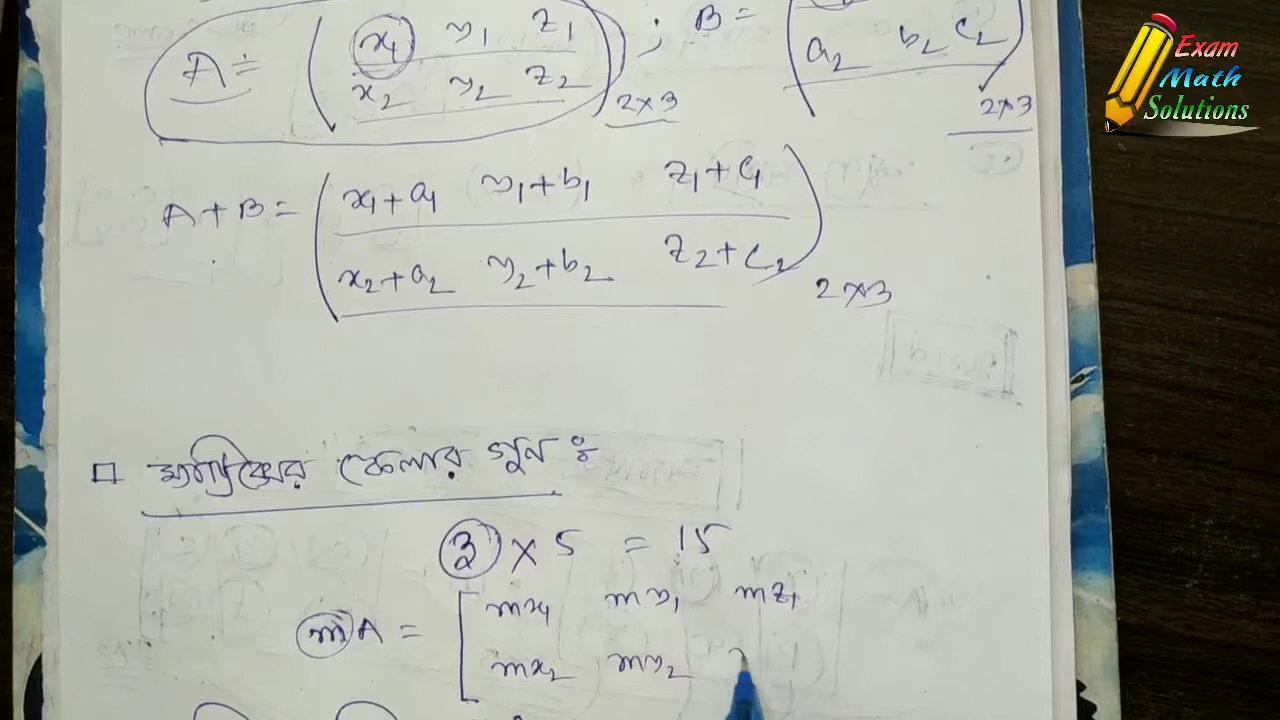 A = ( x₁ y₁ z₁
x₂ y₂ z₂ ) 2×3 ; B = (
a₂ b₂ c₂ ) 2×3
Exam
Math
Solutions
A + B = ( x₁+a₁ y₁+b₁ z₁+c₁
x₂+a₂ y₂+b₂ z₂+c₂ ) 2×3
□ ম্যাট্রিক্সের স্কেলার গুন :
3 × 5 = 15
mA = [ mx₁ my₁ mz₁
mx₂ my₂